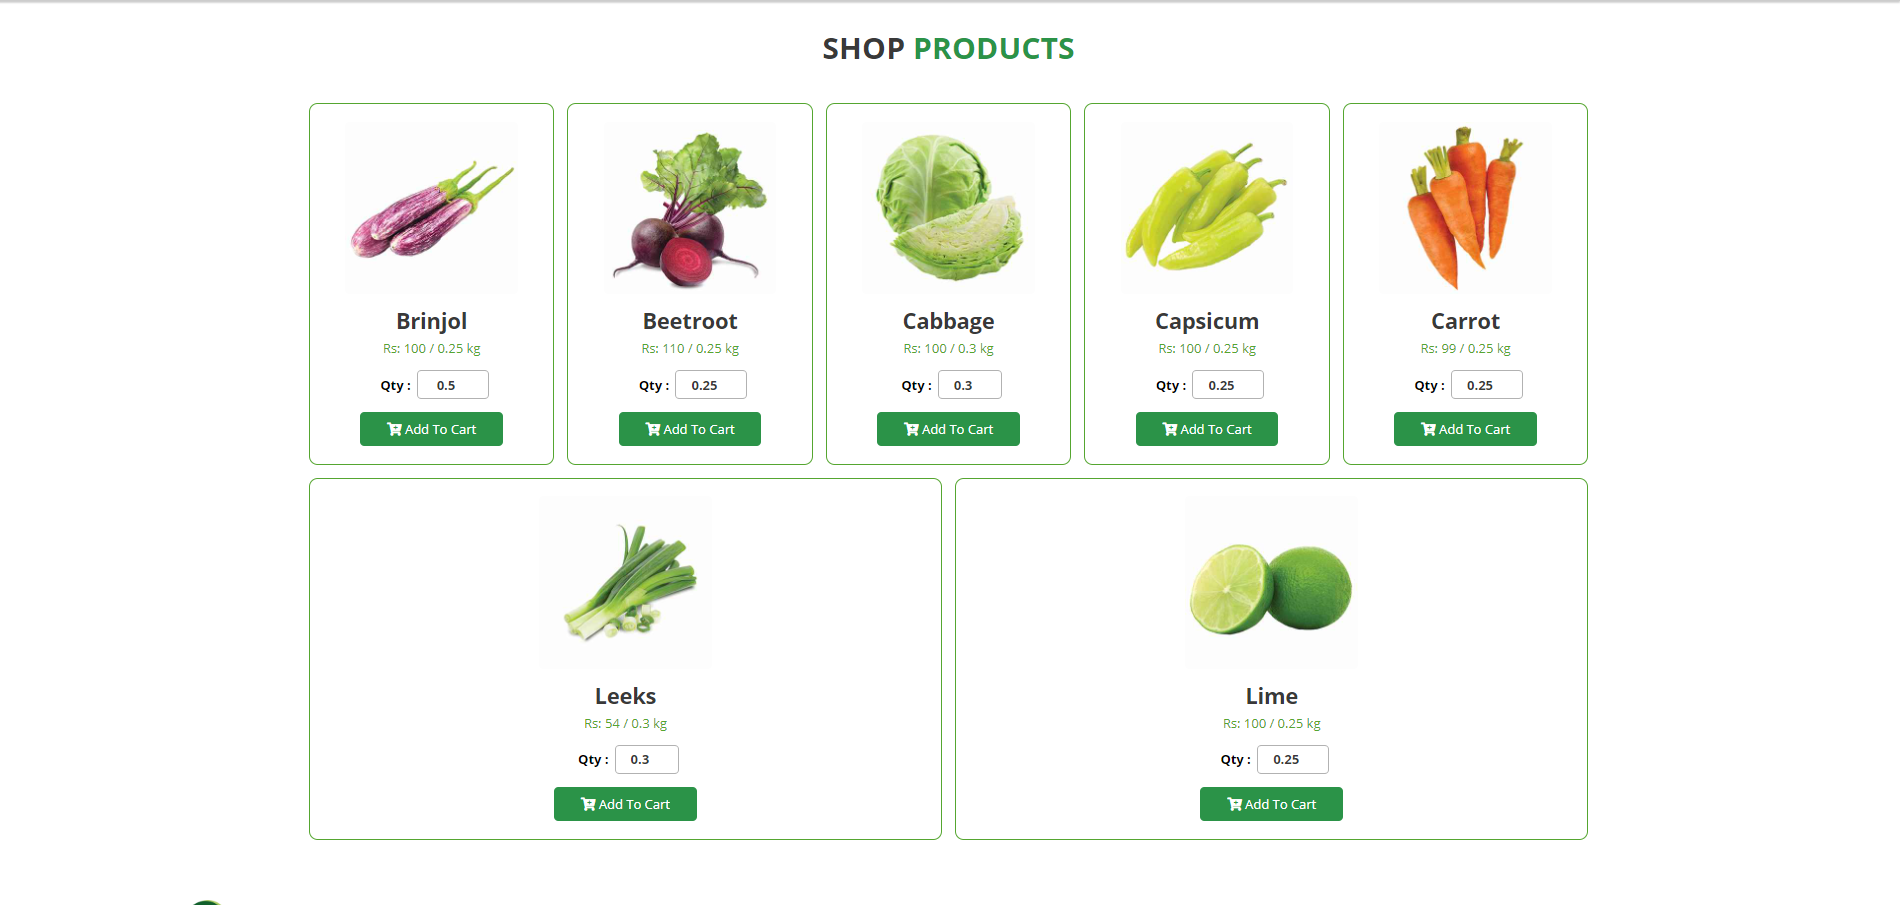 SHOP PRODUCTS
Brinjol
Rs: 100 / 0.25 kg
Qty : 0.5
Add To Cart
Beetroot
Rs: 110 / 0.25 kg
Qty : 0.25
Add To Cart
Cabbage
Rs: 100 / 0.3 kg
Qty : 0.3
Add To Cart
Capsicum
Rs: 100 / 0.25 kg
Qty : 0.25
Add To Cart
Carrot
Rs: 99 / 0.25 kg
Qty : 0.25
Add To Cart
Leeks
Rs: 54 / 0.3 kg
Qty : 0.3
Add To Cart
Lime
Rs: 100 / 0.25 kg
Qty : 0.25
Add To Cart